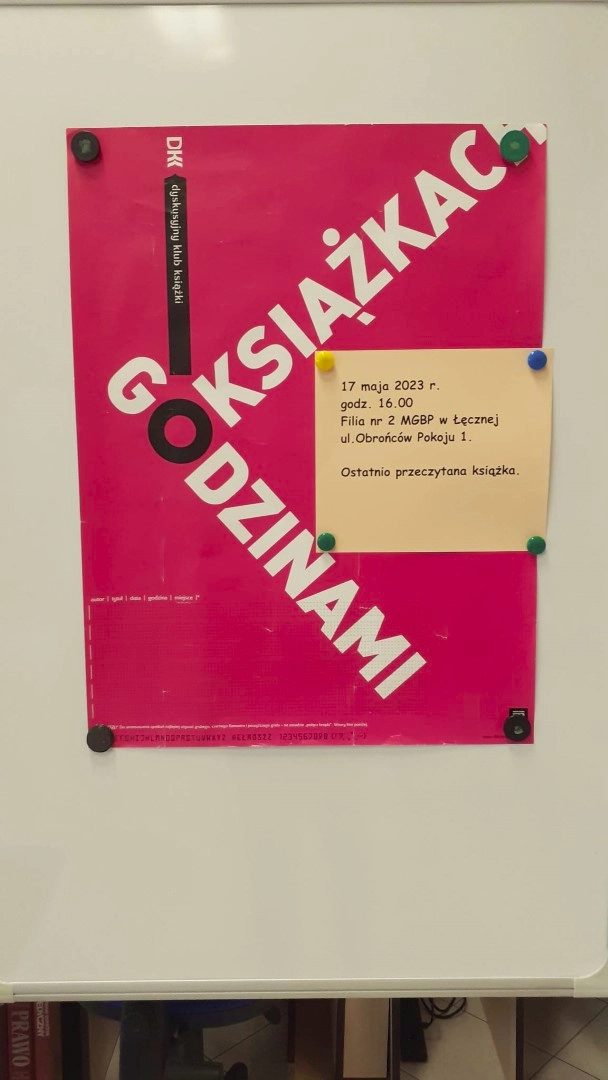 DKK
dyskusyjny klub książki
O KSIĄŻKACH
GODZINAMI
17 maja 2023 r.
godz. 16.00
Filia nr 2 MGBP w Łęcznej
ul.Obrońców Pokoju 1.
Ostatnio przeczytana książka.
autor | tytuł | data | godzina | miejsce |*
PRAWO